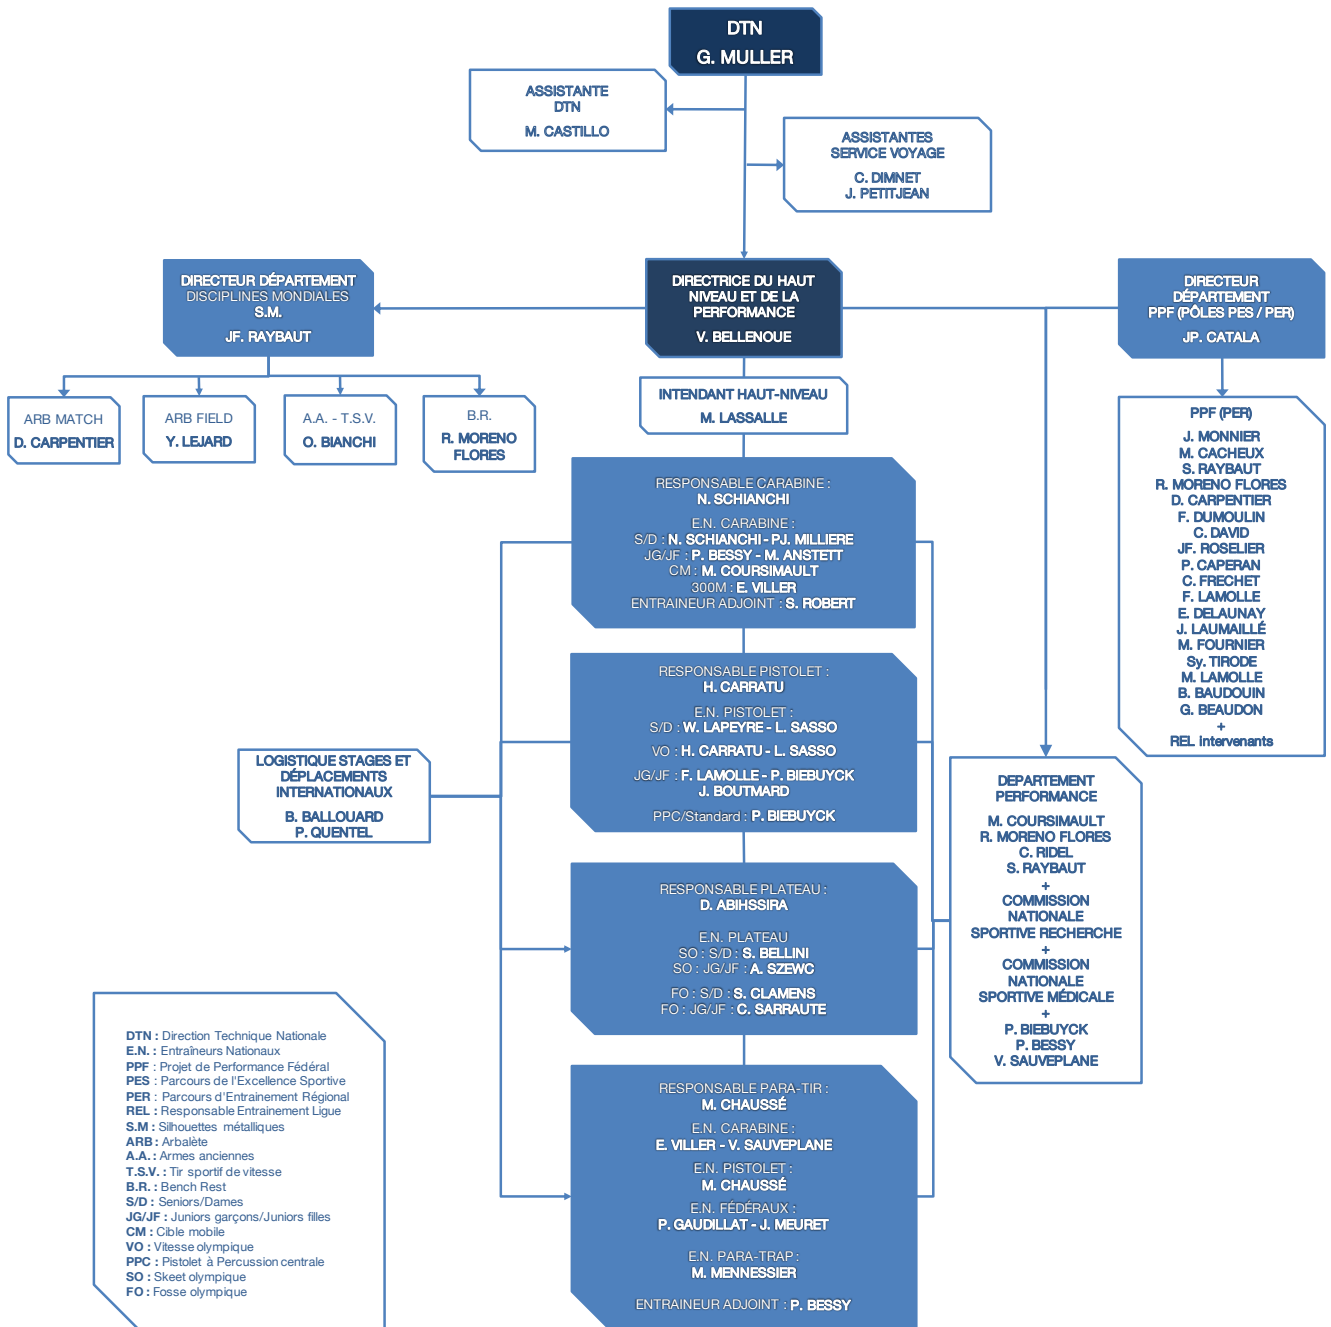 DTN
G. MULLER
ASSISTANTE
DTN
M. CASTILLO
ASSISTANTES
SERVICE VOYAGE
C. DIMNET
J. PETITJEAN
DIRECTEUR DÉPARTEMENT
DISCIPLINES MONDIALES
S.M.
JF. RAYBAUT
DIRECTRICE DU HAUT
NIVEAU ET DE LA
PERFORMANCE
V. BELLENOUE
DIRECTEUR
DÉPARTEMENT
PPF (PÔLES PES / PER)
JP. CATALA
ARB MATCH
D. CARPENTIER
ARB FIELD
Y. LEJARD
A.A. - T.S.V.
O. BIANCHI
B.R.
R. MORENO
FLORES
INTENDANT HAUT-NIVEAU
M. LASSALLE
PPF (PER)
J. MONNIER
M. CACHEUX
S. RAYBAUT
R. MORENO FLORES
D. CARPENTIER
F. DUMOULIN
C. DAVID
JF. ROSELIER
P. CAPERAN
C. FRECHET
F. LAMOLLE
E. DELAUNAY
J. LAUMAILLÉ
M. FOURNIER
Sy. TIRODE
M. LAMOLLE
B. BAUDOUIN
G. BEAUDON
+
REL Intervenants
RESPONSABLE CARABINE :
N. SCHIANCHI
E.N. CARABINE :
S/D : N. SCHIANCHI - PJ. MILLIERE
JG/JF : P. BESSY - M. ANSTETT
CM : M. COURSIMAULT
300M : E. VILLER
ENTRAINEUR ADJOINT : S. ROBERT
RESPONSABLE PISTOLET :
H. CARRATU
E.N. PISTOLET :
S/D : W. LAPEYRE - L. SASSO
VO : H. CARRATU - L. SASSO
JG/JF : F. LAMOLLE - P. BIEBUYCK
J. BOUTMARD
PPC/Standard : P. BIEBUYCK
LOGISTIQUE STAGES ET
DÉPLACEMENTS
INTERNATIONAUX
B. BALLOUARD
P. QUENTEL
DEPARTEMENT
PERFORMANCE
M. COURSIMAULT
R. MORENO FLORES
C. RIDEL
S. RAYBAUT
+
COMMISSION
NATIONALE
SPORTIVE RECHERCHE
+
COMMISSION
NATIONALE
SPORTIVE MÉDICALE
+
P. BIEBUYCK
P. BESSY
V. SAUVEPLANE
RESPONSABLE PLATEAU :
D. ABIHSSIRA
E.N. PLATEAU
SO : S/D : S. BELLINI
SO : JG/JF : A. SZEWC
FO : S/D : S. CLAMENS
FO : JG/JF : C. SARRAUTE
RESPONSABLE PARA-TIR :
M. CHAUSSÉ
E.N. CARABINE :
E. VILLER - V. SAUVEPLANE
E.N. PISTOLET :
M. CHAUSSÉ
E.N. FÉDÉRAUX :
P. GAUDILLAT - J. MEURET
E.N. PARA-TRAP :
M. MENNESSIER
ENTRAINEUR ADJOINT : P. BESSY
DTN : Direction Technique Nationale
E.N. : Entraîneurs Nationaux
PPF : Projet de Performance Fédéral
PES : Parcours de l'Excellence Sportive
PER : Parcours d'Entrainement Régional
REL : Responsable Entrainement Ligue
S.M : Silhouettes métalliques
ARB : Arbalète
A.A. : Armes anciennes
T.S.V. : Tir sportif de vitesse
B.R. : Bench Rest
S/D : Seniors/Dames
JG/JF : Juniors garçons/Juniors filles
CM : Cible mobile
VO : Vitesse olympique
PPC : Pistolet à Percussion centrale
SO : Skeet olympique
FO : Fosse olympique